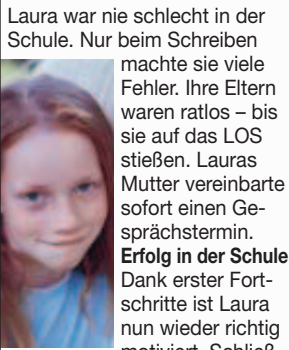 Laura war nie schlecht in der
Schule. Nur beim Schreiben
machte sie viele
Fehler. Ihre Eltern
waren ratlos – bis
sie auf das LOS
stießen. Lauras
Mutter vereinbarte
sofort einen Ge-
sprächstermin.
Erfolg in der Schule
Dank erster Fort-
schritte ist Laura
nun wieder richtig
motiviert. Schließ-